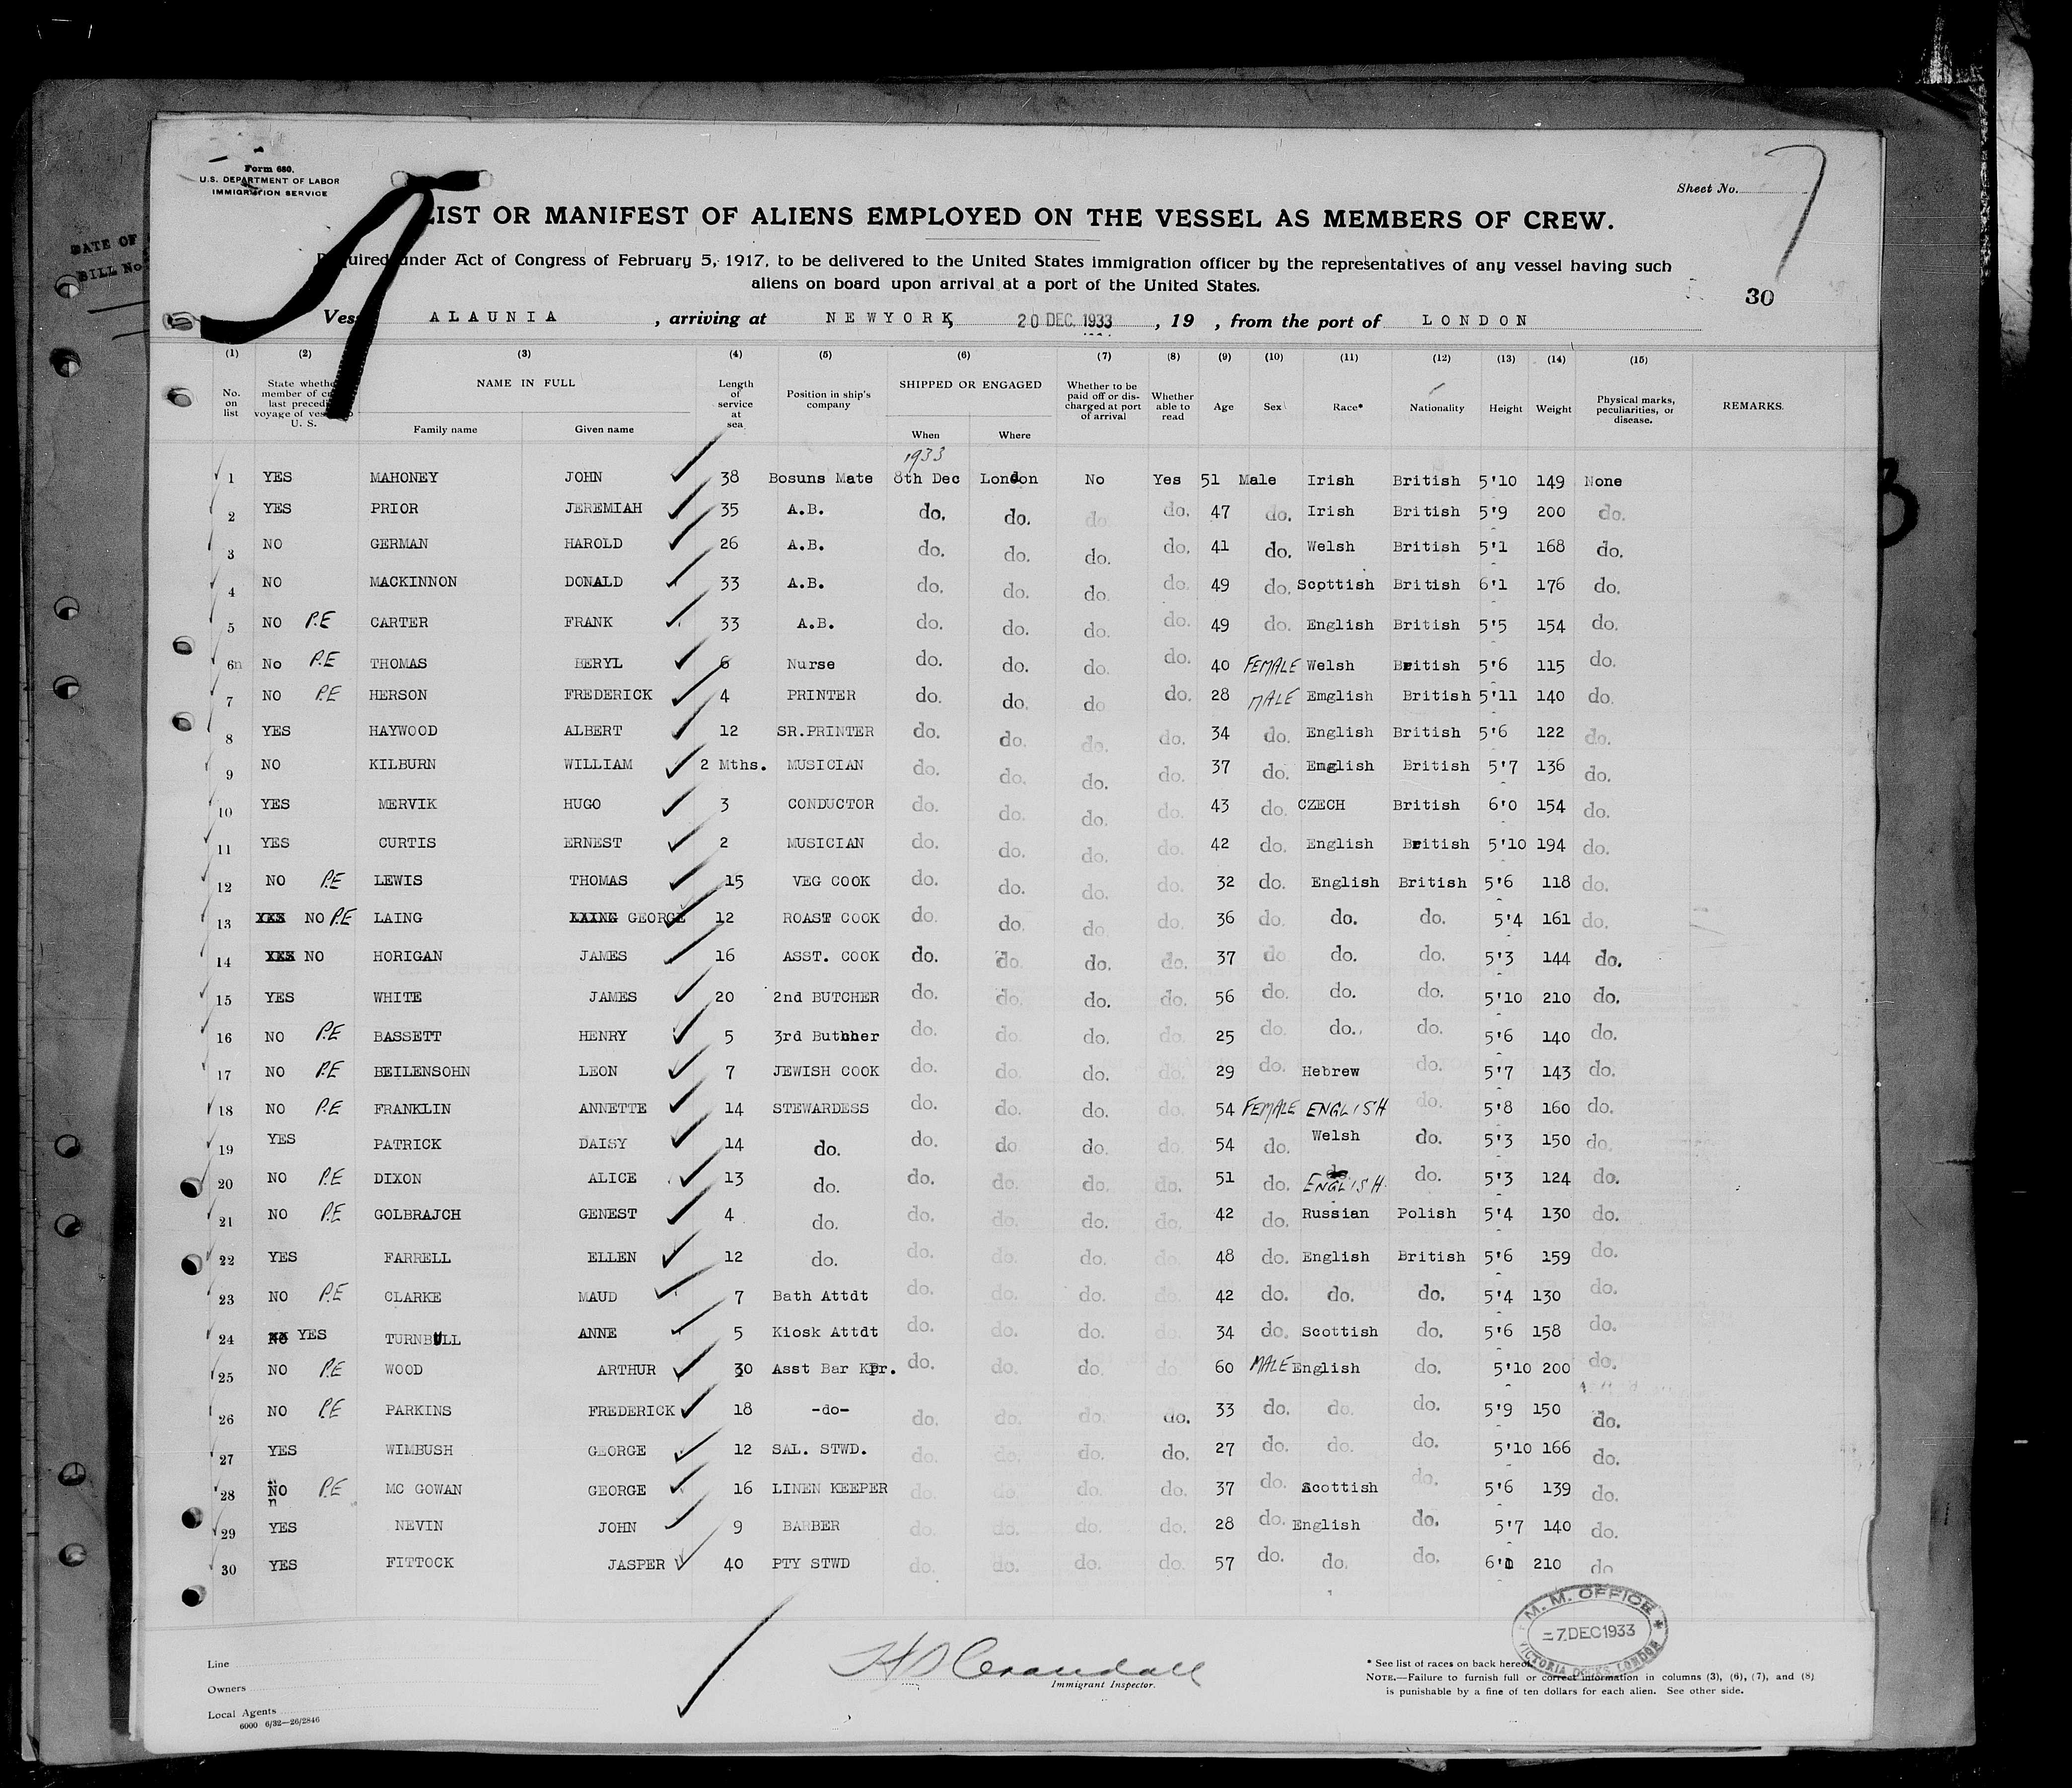 Form 680.
U.S. DEPARTMENT OF LABOR
IMMIGRATION SERVICE
Sheet No. 7
LIST OR MANIFEST OF ALIENS EMPLOYED ON THE VESSEL AS MEMBERS OF CREW.
Required under Act of Congress of February 5, 1917, to be delivered to the United States immigration officer by the representatives of any vessel having such
aliens on board upon arrival at a port of the United States.
30
DATE OF
BILL No
Vess ALAUNIA , arriving at NEWYORK, 20 DEC. 1933 , 19 , from the port of LONDON
(1) (2) (3) (4) (5) (6) (7) (8) (9) (10) (11) (12) (13) (14) (15)
No. on list State whether member of crew last preceding voyage of vessel to U. S. NAME IN FULL Family name Given name Length of service at sea Position in ship's company SHIPPED OR ENGAGED When Where Whether to be paid off or discharged at port of arrival Whether able to read Age Sex Race* Nationality Height Weight Physical marks, peculiarities, or disease. REMARKS.
1933
1 YES MAHONEY JOHN 38 Bosuns Mate 8th Dec London No Yes 51 Male Irish British 5'10 149 None
2 YES PRIOR JEREMIAH 35 A.B. do. do. do. do. 47 do. Irish British 5'9 200 do.
3 NO GERMAN HAROLD 26 A.B. do. do. do. do. 41 do. Welsh British 5'1 168 do.
4 NO MACKINNON DONALD 33 A.B. do. do. do. do. 49 do. Scottish British 6'1 176 do.
5 NO P.E CARTER FRANK 33 A.B. do. do. do. do. 49 do. English British 5'5 154 do.
6n No P.E THOMAS BERYL 6 Nurse do. do. do. do. 40 FEMALE Welsh British 5'6 115 do.
7 NO P.E HERSON FREDERICK 4 PRINTER do. do. do do. 28 MALE Emglish British 5'11 140 do.
8 YES HAYWOOD ALBERT 12 SR.PRINTER do. do. do. do. 34 do. English British 5'6 122 do.
9 NO KILBURN WILLIAM 2 Mths. MUSICIAN do. do. do. do. 37 do. English British 5'7 136 do.
10 YES MERVIK HUGO 3 CONDUCTOR do. do. do. do. 43 do. CZECH British 6'0 154 do.
11 YES CURTIS ERNEST 2 MUSICIAN do. do. do. do. 42 do. English British 5'10 194 do.
12 NO P.E LEWIS THOMAS 15 VEG COOK do. do. do. do. 32 do. English British 5'6 118 do.
13 YES NO P.E LAING LAING GEORGE 12 ROAST COOK do. do. do. do. 36 do. do. do. 5'4 161 do.
14 YES NO HORIGAN JAMES 16 ASST. COOK do. do. do. do. 37 do do. do. 5'3 144 do.
15 YES WHITE JAMES 20 2nd BUTCHER do. do. do. do. 56 do. do. do. 5'10 210 do.
16 NO P.E BASSETT HENRY 5 3rd Buthher do. do. do. do. 25 do. do. do. 5'6 140 do.
17 NO P.E BEILENSOHN LEON 7 JEWISH COOK do. do. do. do. 29 do. Hebrew do. 5'7 143 do.
18 NO P.E FRANKLIN ANNETTE 14 STEWARDESS do. do. do. do. 54 FEMALE ENGLISH do. 5'8 160 do.
19 YES PATRICK DAISY 14 do. do. do. do. do. 54 do. Welsh do. 5'3 150 do.
20 NO P.E DIXON ALICE 13 do. do. do. do. do. 51 do. do. ENGLISH do. 5'3 124 do.
21 NO P.E GOLBRAJCH GENEST 4 do. do. do. do. do. 42 do. Russian Polish 5'4 130 do.
22 YES FARRELL ELLEN 12 do. do. do. do. do. 48 do. English British 5'6 159 do.
23 NO P.E CLARKE MAUD 7 Bath Attdt do. do. do. do. 42 do. do. do. 5'4 130 do.
24 No YES TURNBULL ANNE 5 Kiosk Attdt do. do. do. do. 34 do. Scottish do. 5'6 158 do.
25 NO P.E WOOD ARTHUR 30 Asst Bar Kpr. do. do. do. do 60 MALE English do. 5'10 200 do.
26 NO P.E PARKINS FREDERICK 18 -do- do. do. do. do. 33 do. do. do. 5'9 150 do.
27 YES WIMBUSH GEORGE 12 SAL. STWD. do. do. do. do. 27 do. do. do. 5'10 166 do.
28 NO P.E MC GOWAN GEORGE 16 LINEN KEEPER do. do. do. do. 37 do. Scottish do. 5'6 139 do.
29 YES NEVIN JOHN 9 BARBER do. do. do. do. 28 do. English do. 5'7 140 do.
30 YES FITTOCK JASPER 40 PTY STWD do. do. do. do. 57 do. do. do. 6'1 210 do
M. M. OFFICE
-7 DEC 1933
VICTORIA DOCKS, LONDON
Line
Owners
Local Agents
6000 6/32—26/2846
H D Crandall
Immigrant Inspector.
* See list of races on back hereof.
NOTE.—Failure to furnish full or correct information in columns (3), (6), (7), and (8)
is punishable by a fine of ten dollars for each alien. See other side.